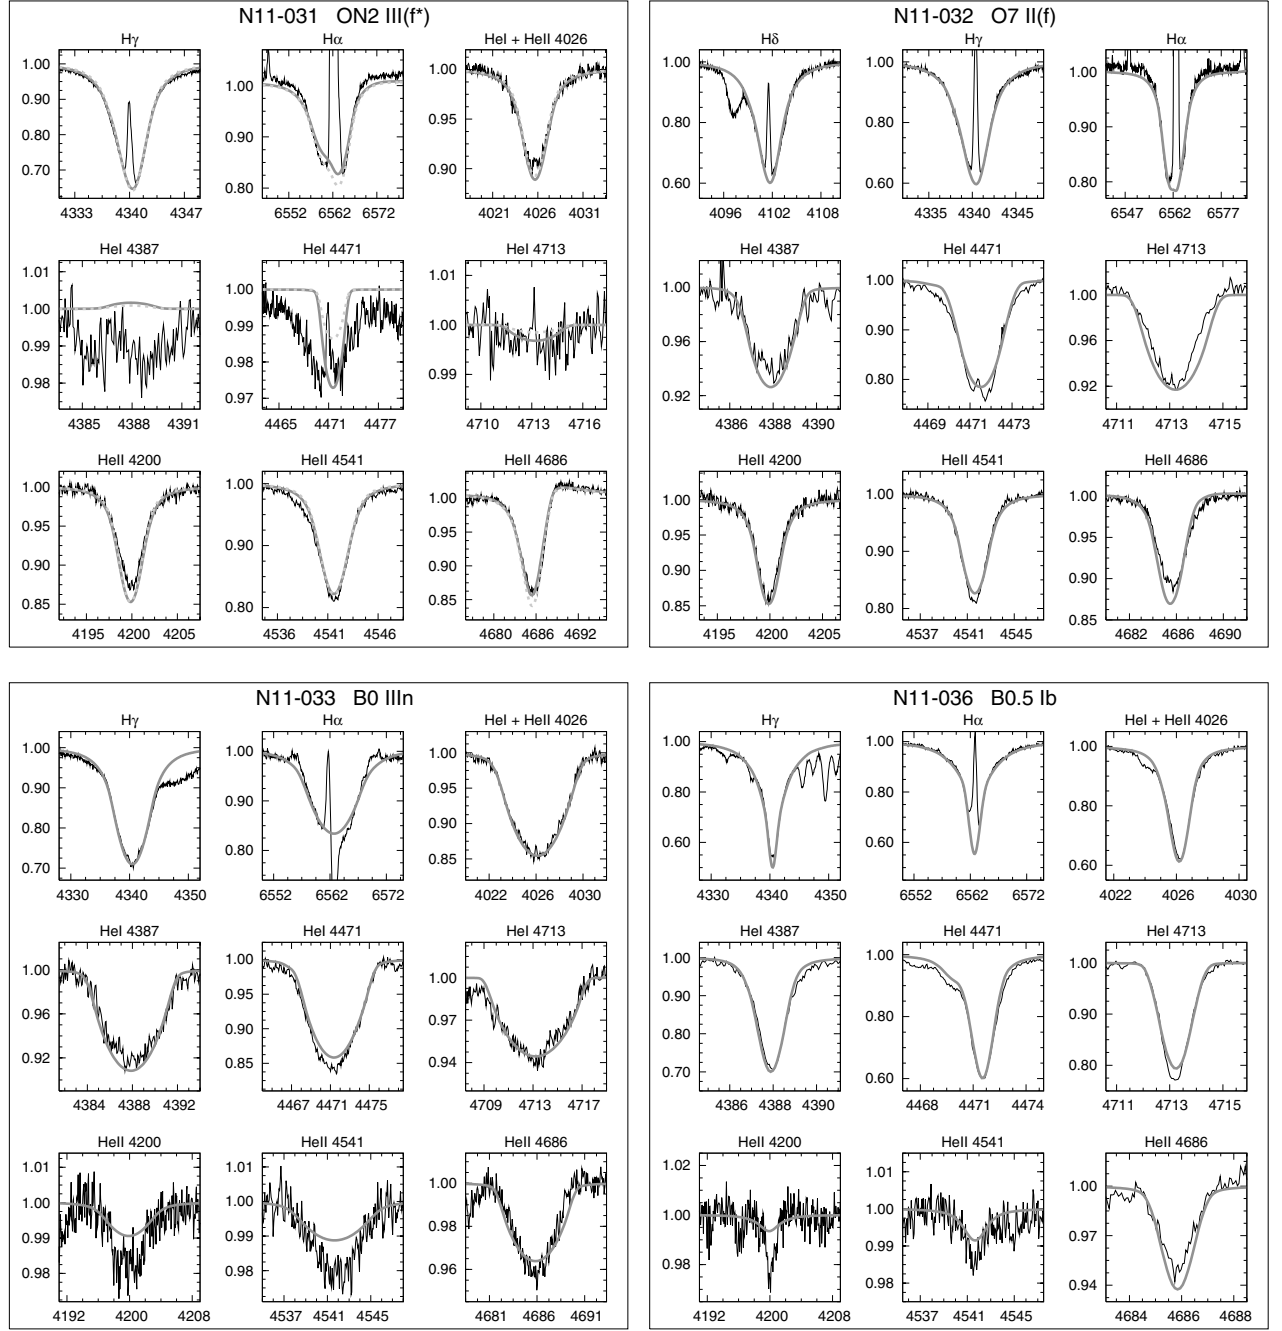 N11-031 ON2 III(f*)
Hγ
Hα
HeI + HeII 4026
1.00
0.90
0.80
0.70
4333 4340 4347
1.00
0.90
0.80
6552 6562 6572
1.00
0.95
0.90
4021 4026 4031
HeI 4387
HeI 4471
HeI 4713
1.01
1.00
0.99
0.98
4385 4388 4391
1.00
0.99
0.98
0.97
4465 4471 4477
1.01
1.00
0.99
4710 4713 4716
HeII 4200
HeII 4541
HeII 4686
1.00
0.95
0.90
0.85
4195 4200 4205
1.00
0.90
0.80
4536 4541 4546
1.00
0.95
0.90
0.85
4680 4686 4692
N11-032 O7 II(f)
Hδ
Hγ
Hα
1.00
0.80
0.60
4096 4102 4108
1.00
0.90
0.80
0.70
0.60
4335 4340 4345
1.00
0.90
0.80
6547 6562 6577
HeI 4387
HeI 4471
HeI 4713
1.00
0.96
0.92
4386 4388 4390
1.00
0.90
0.80
4469 4471 4473
1.00
0.96
0.92
4711 4713 4715
HeII 4200
HeII 4541
HeII 4686
1.00
0.95
0.90
0.85
4195 4200 4205
1.00
0.90
0.80
4537 4541 4545
1.00
0.95
0.90
0.85
4682 4686 4690
N11-033 B0 IIIn
Hγ
Hα
HeI + HeII 4026
1.00
0.90
0.80
0.70
4330 4340 4350
1.00
0.90
0.80
6552 6562 6572
1.00
0.95
0.90
0.85
4022 4026 4030
HeI 4387
HeI 4471
HeI 4713
1.00
0.96
0.92
4384 4388 4392
1.00
0.95
0.90
0.85
4467 4471 4475
1.00
0.97
0.94
4709 4713 4717
HeII 4200
HeII 4541
HeII 4686
1.01
1.00
0.99
0.98
4192 4200 4208
1.01
1.00
0.99
0.98
4537 4541 4545
1.00
0.98
0.96
0.94
4681 4686 4691
N11-036 B0.5 Ib
Hγ
Hα
HeI + HeII 4026
1.00
0.80
0.60
4330 4340 4350
1.00
0.80
0.60
6552 6562 6572
1.00
0.80
0.60
4022 4026 4030
HeI 4387
HeI 4471
HeI 4713
1.00
0.90
0.80
0.70
4386 4388 4390
1.00
0.80
0.60
4468 4471 4474
1.00
0.90
0.80
4711 4713 4715
HeII 4200
HeII 4541
HeII 4686
1.02
1.00
0.98
4192 4200 4208
1.01
1.00
0.99
0.98
4537 4541 4545
1.00
0.97
0.94
4684 4686 4688